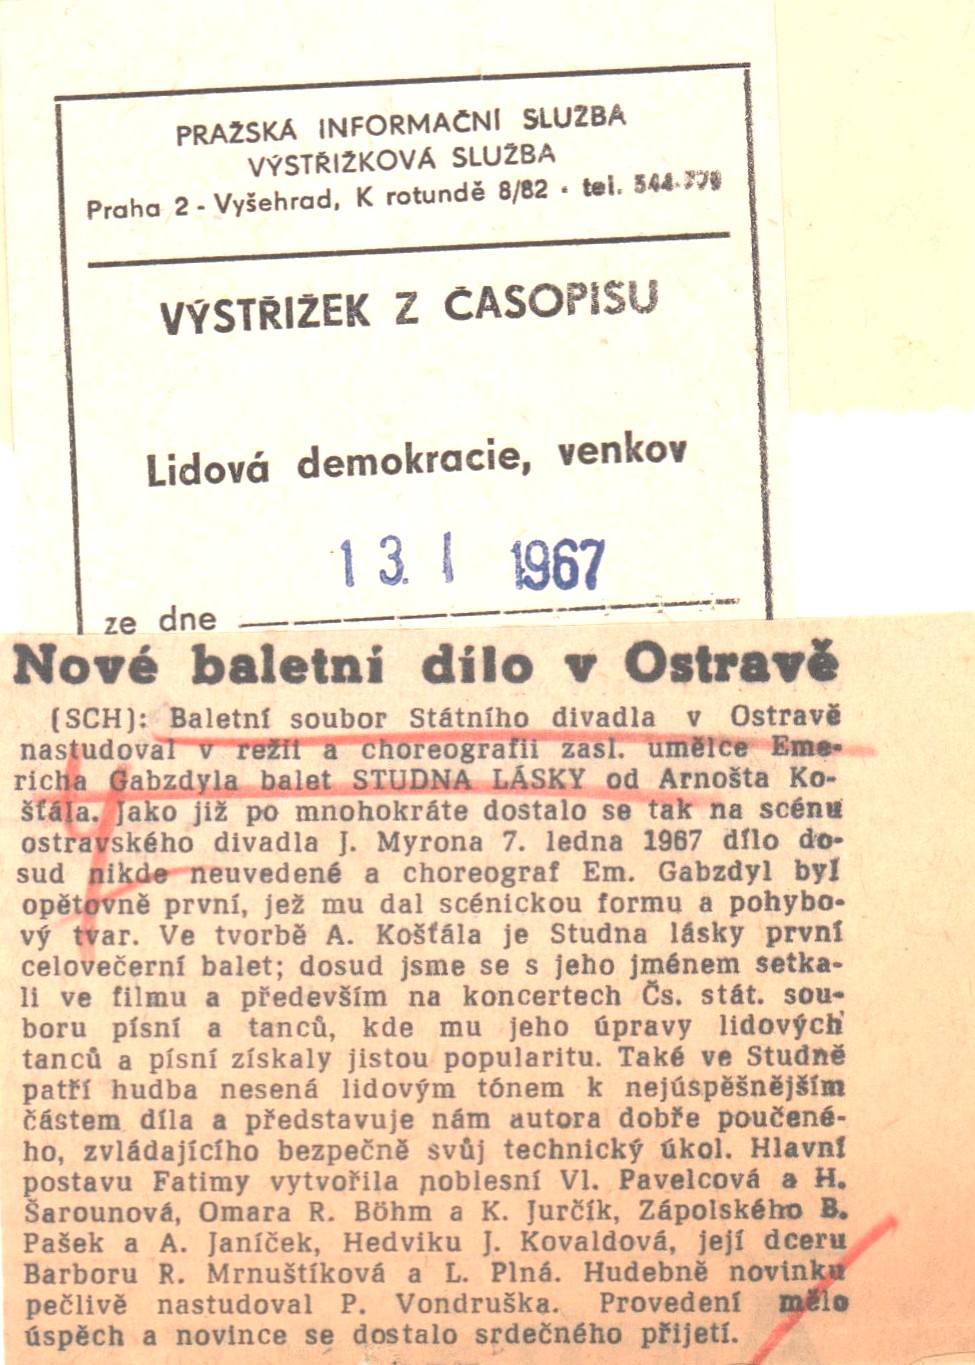 PRAŽSKÁ INFORMAČNÍ SLUŽBA
VÝSTŘIŽKOVÁ SLUŽBA
Praha 2 - Vyšehrad, K rotundě 8/82 · tel. 544-779
VÝSTŘIŽEK Z ČASOPISU
Lidová demokracie, venkov
13. I 1967
ze dne
Nové baletní dílo v Ostravě
(SCH): Baletní soubor Státního divadla v Ostravě
nastudoval v režii a choreografii zasl. umělce Eme-
richa Gabzdyla balet STUDNA LÁSKY od Arnošta Ko-
šťála. Jako již po mnohokráte dostalo se tak na scénu
ostravského divadla J. Myrona 7. ledna 1967 dílo do-
sud nikde neuvedené a choreograf Em. Gabzdyl byl
opětovně první, jež mu dal scénickou formu a pohybo-
vý tvar. Ve tvorbě A. Košťála je Studna lásky první
celovečerní balet; dosud jsme se s jeho jménem setka-
li ve filmu a především na koncertech Čs. stát. sou-
boru písní a tanců, kde mu jeho úpravy lidových
tanců a písní získaly jistou popularitu. Také ve Studně
patří hudba nesená lidovým tónem k nejúspěšnějším
částem díla a představuje nám autora dobře poučené-
ho, zvládajícího bezpečně svůj technický úkol. Hlavní
postavu Fatimy vytvořila noblesní Vl. Pavelcová a H.
Šarounová, Omara R. Böhm a K. Jurčík, Zápolského B.
Pašek a A. Janíček, Hedviku J. Kovaldová, její dceru
Barboru R. Mrnuštíková a L. Plná. Hudebně novinku
pečlivě nastudoval P. Vondruška. Provedení mělo
úspěch a novince se dostalo srdečného přijetí.